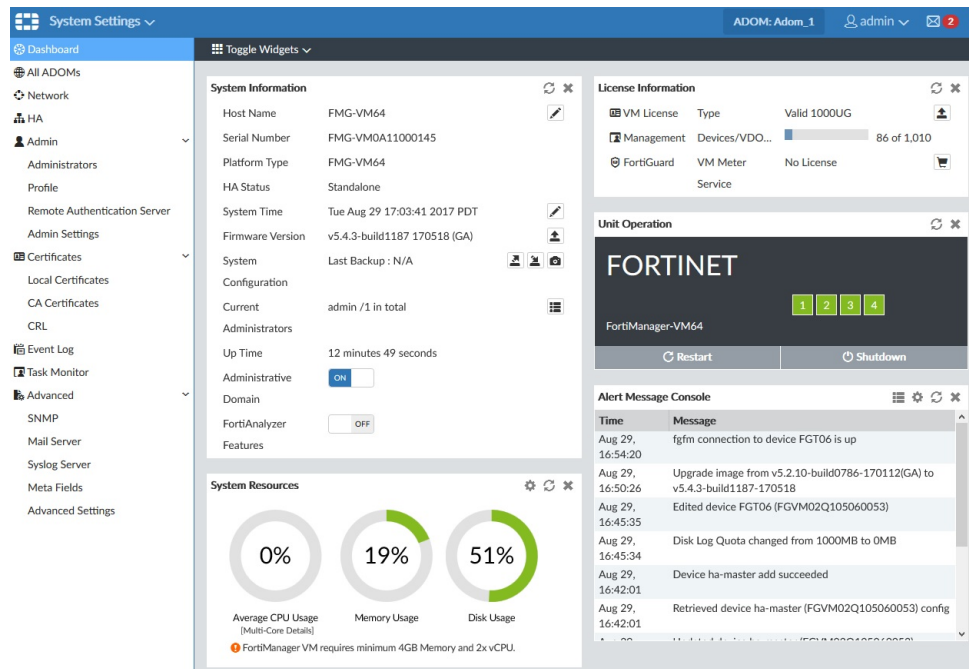 System Settings
ADOM: Adom_1
admin
2
Dashboard
Toggle Widgets
All ADOMs
Network
HA
Admin
Administrators
Profile
Remote Authentication Server
Admin Settings
Certificates
Local Certificates
CA Certificates
CRL
Event Log
Task Monitor
Advanced
SNMP
Mail Server
Syslog Server
Meta Fields
Advanced Settings
System Information
Host Name FMG-VM64
Serial Number FMG-VM0A11000145
Platform Type FMG-VM64
HA Status Standalone
System Time Tue Aug 29 17:03:41 2017 PDT
Firmware Version v5.4.3-build1187 170518 (GA)
System Last Backup : N/A
Configuration
Current admin /1 in total
Administrators
Up Time 12 minutes 49 seconds
Administrative ON
Domain
FortiAnalyzer OFF
Features
System Resources
0% 19% 51%
Average CPU Usage Memory Usage Disk Usage
[Multi-Core Details]
FortiManager VM requires minimum 4GB Memory and 2x vCPU.
License Information
VM License Type Valid 1000UG
Management Devices/VDO... 86 of 1,010
FortiGuard VM Meter No License
Service
Unit Operation
FORTINET
1 2 3 4
FortiManager-VM64
Restart Shutdown
Alert Message Console
Time Message
Aug 29, fgfm connection to device FGT06 is up
16:54:20
Aug 29, Upgrade image from v5.2.10-build0786-170112(GA) to
16:50:26 v5.4.3-build1187-170518
Aug 29, Edited device FGT06 (FGVM02Q105060053)
16:45:35
Aug 29, Disk Log Quota changed from 1000MB to 0MB
16:45:34
Aug 29, Device ha-master add succeeded
16:42:01
Aug 29, Retrieved device ha-master (FGVM02Q105060053) config
16:42:01